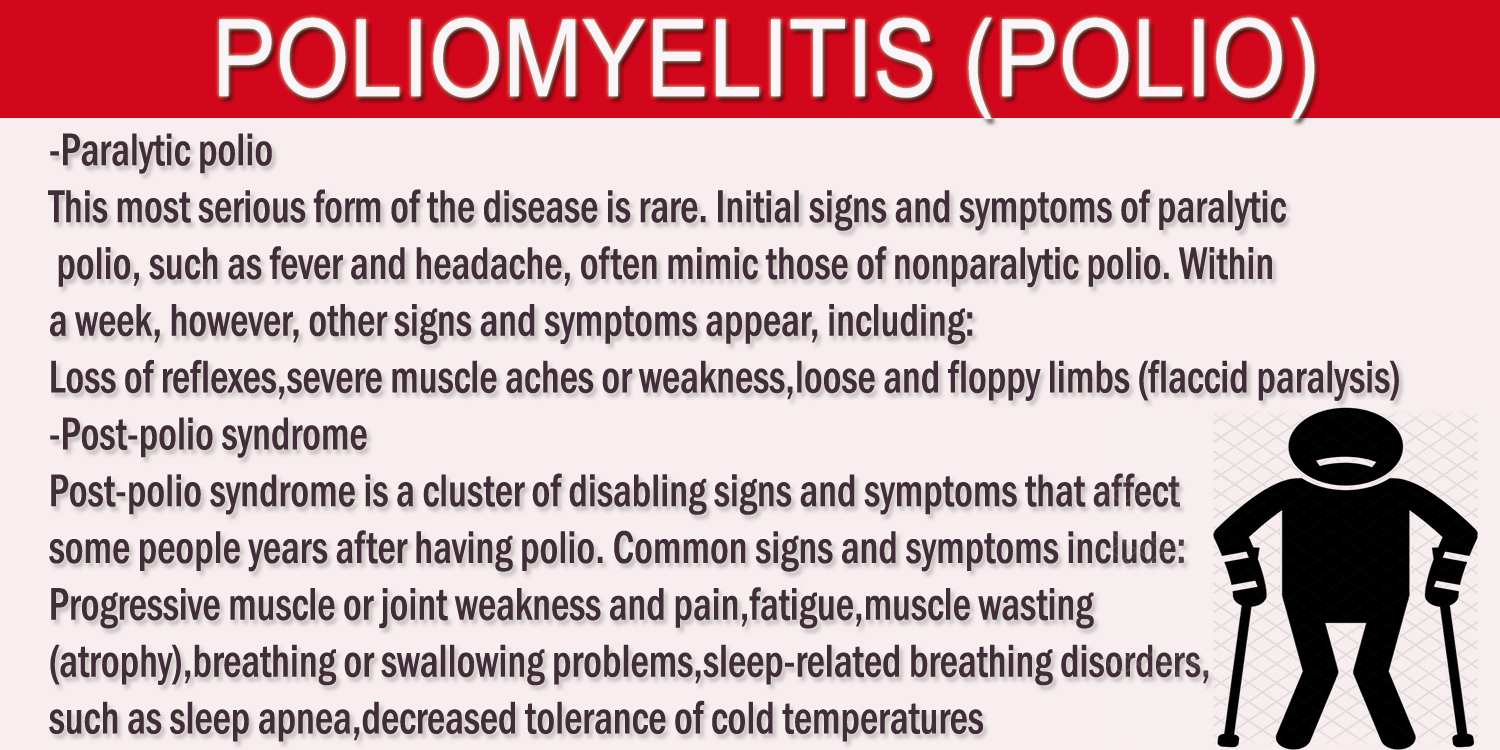 POLIOMYELITIS (POLIO)
-Paralytic polio
This most serious form of the disease is rare. Initial signs and symptoms of paralytic
polio, such as fever and headache, often mimic those of nonparalytic polio. Within
a week, however, other signs and symptoms appear, including:
Loss of reflexes,severe muscle aches or weakness,loose and floppy limbs (flaccid paralysis)
-Post-polio syndrome
Post-polio syndrome is a cluster of disabling signs and symptoms that affect
some people years after having polio. Common signs and symptoms include:
Progressive muscle or joint weakness and pain,fatigue,muscle wasting
(atrophy),breathing or swallowing problems,sleep-related breathing disorders,
such as sleep apnea,decreased tolerance of cold temperatures